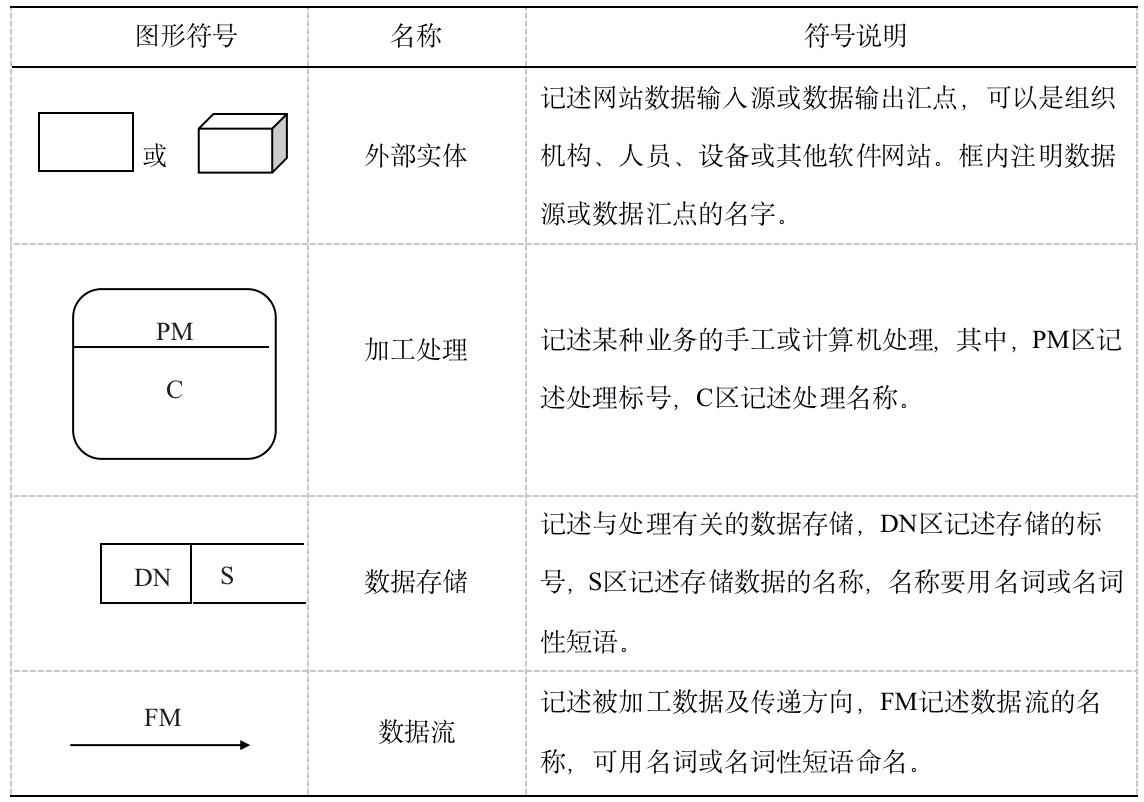 图形符号
名称
符号说明
或
外部实体
记述网站数据输入源或数据输出汇点，可以是组织
机构、人员、设备或其他软件网站。框内注明数据
源或数据汇点的名字。
PM
C
加工处理
记述某种业务的手工或计算机处理，其中，PM区记
述处理标号，C区记述处理名称。
DN
S
数据存储
记述与处理有关的数据存储，DN区记述存储的标
号，S区记述存储数据的名称，名称要用名词或名词
性短语。
FM
数据流
记述被加工数据及传递方向，FM记述数据流的名
称，可用名词或名词性短语命名。